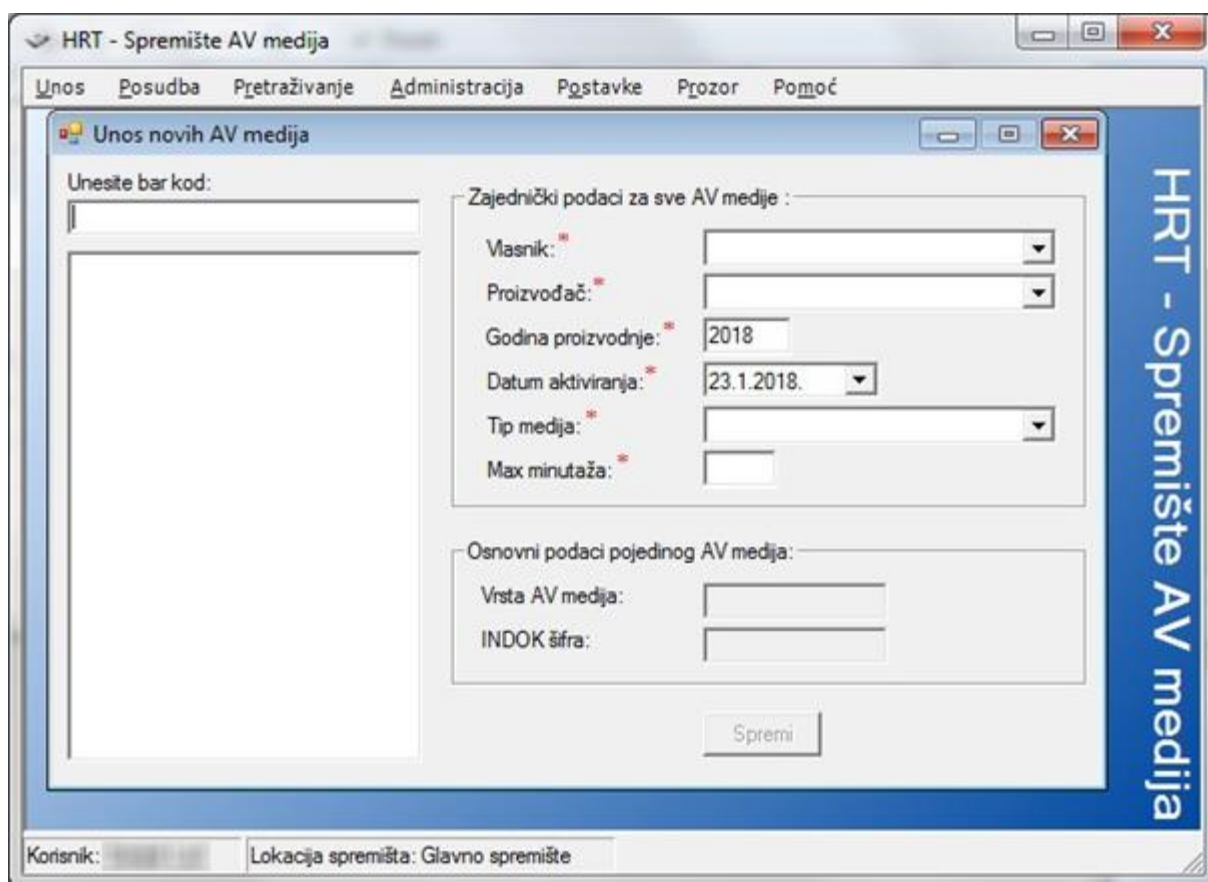 HRT - Spremište AV medija
Unos Posudba Pretraživanje Administracija Postavke Prozor Pomoć
Unos novih AV medija
Unesite bar kod:
Zajednički podaci za sve AV medije :
Vlasnik: *
Proizvođač: *
Godina proizvodnje: * 2018
Datum aktiviranja: * 23.1.2018.
Tip medija: *
Max minutaža: *
Osnovni podaci pojedinog AV medija:
Vrsta AV medija:
INDOK šifra:
Spremi
HRT - Spremište AV medija
Korisnik:
Lokacija spremišta: Glavno spremište